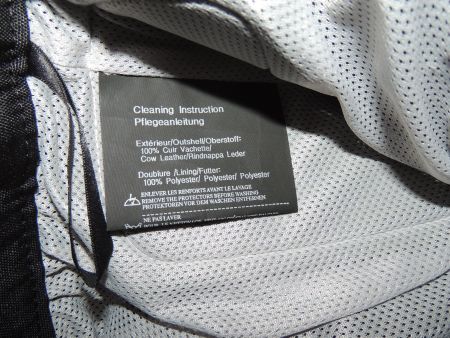 Cleaning Instruction
Pflegeanleitung
Extérieur/Outshell/Oberstoff:
100% Cuir Vachette/
Cow Leather/Rindnappa Leder
Doublure /Lining/Futter:
100% Polyester/ Polyester/ Polyester
ENLEVER LES RENFORTS AVANT LE LAVAGE
REMOVE THE PROTECTORS BEFORE WASHING
PROTEKTOREN VOR DEM WASCHEN ENTFERNEN
NE PAS LAVER